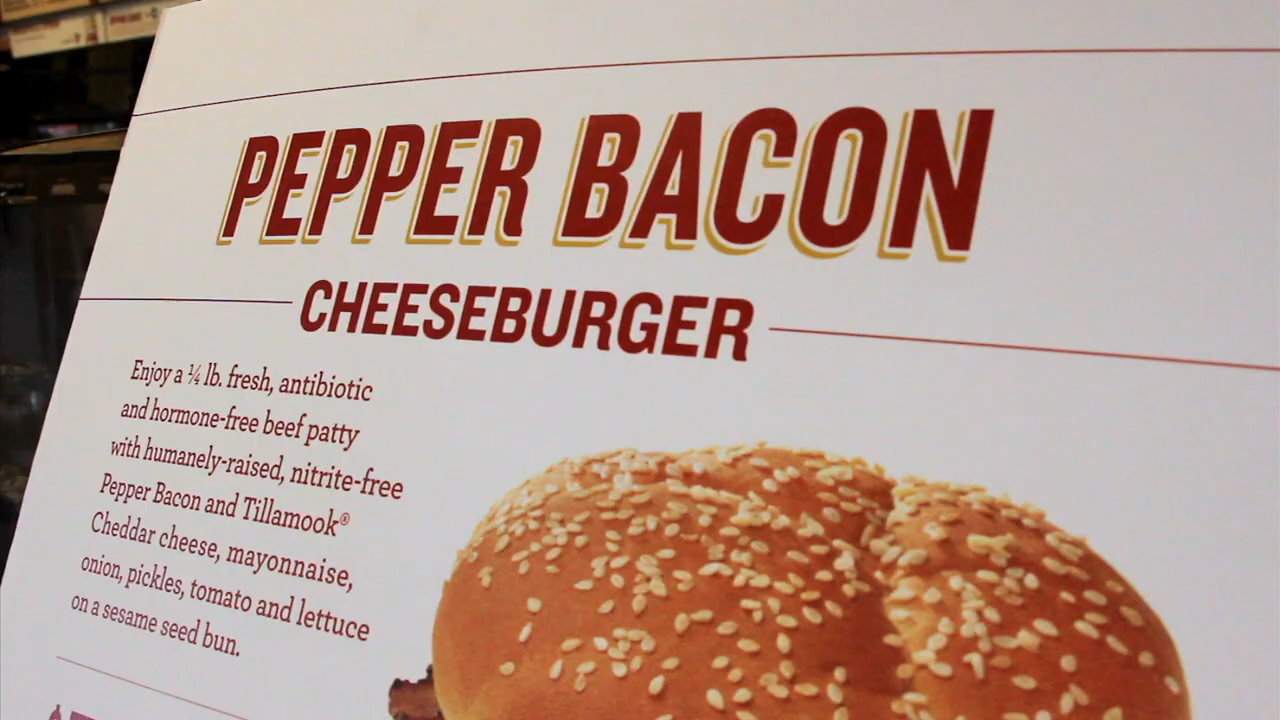 PEPPER BACON
CHEESEBURGER
Enjoy a ¼ lb. fresh, antibiotic
and hormone-free beef patty
with humanely-raised, nitrite-free
Pepper Bacon and Tillamook®
Cheddar cheese, mayonnaise,
onion, pickles, tomato and lettuce
on a sesame seed bun.